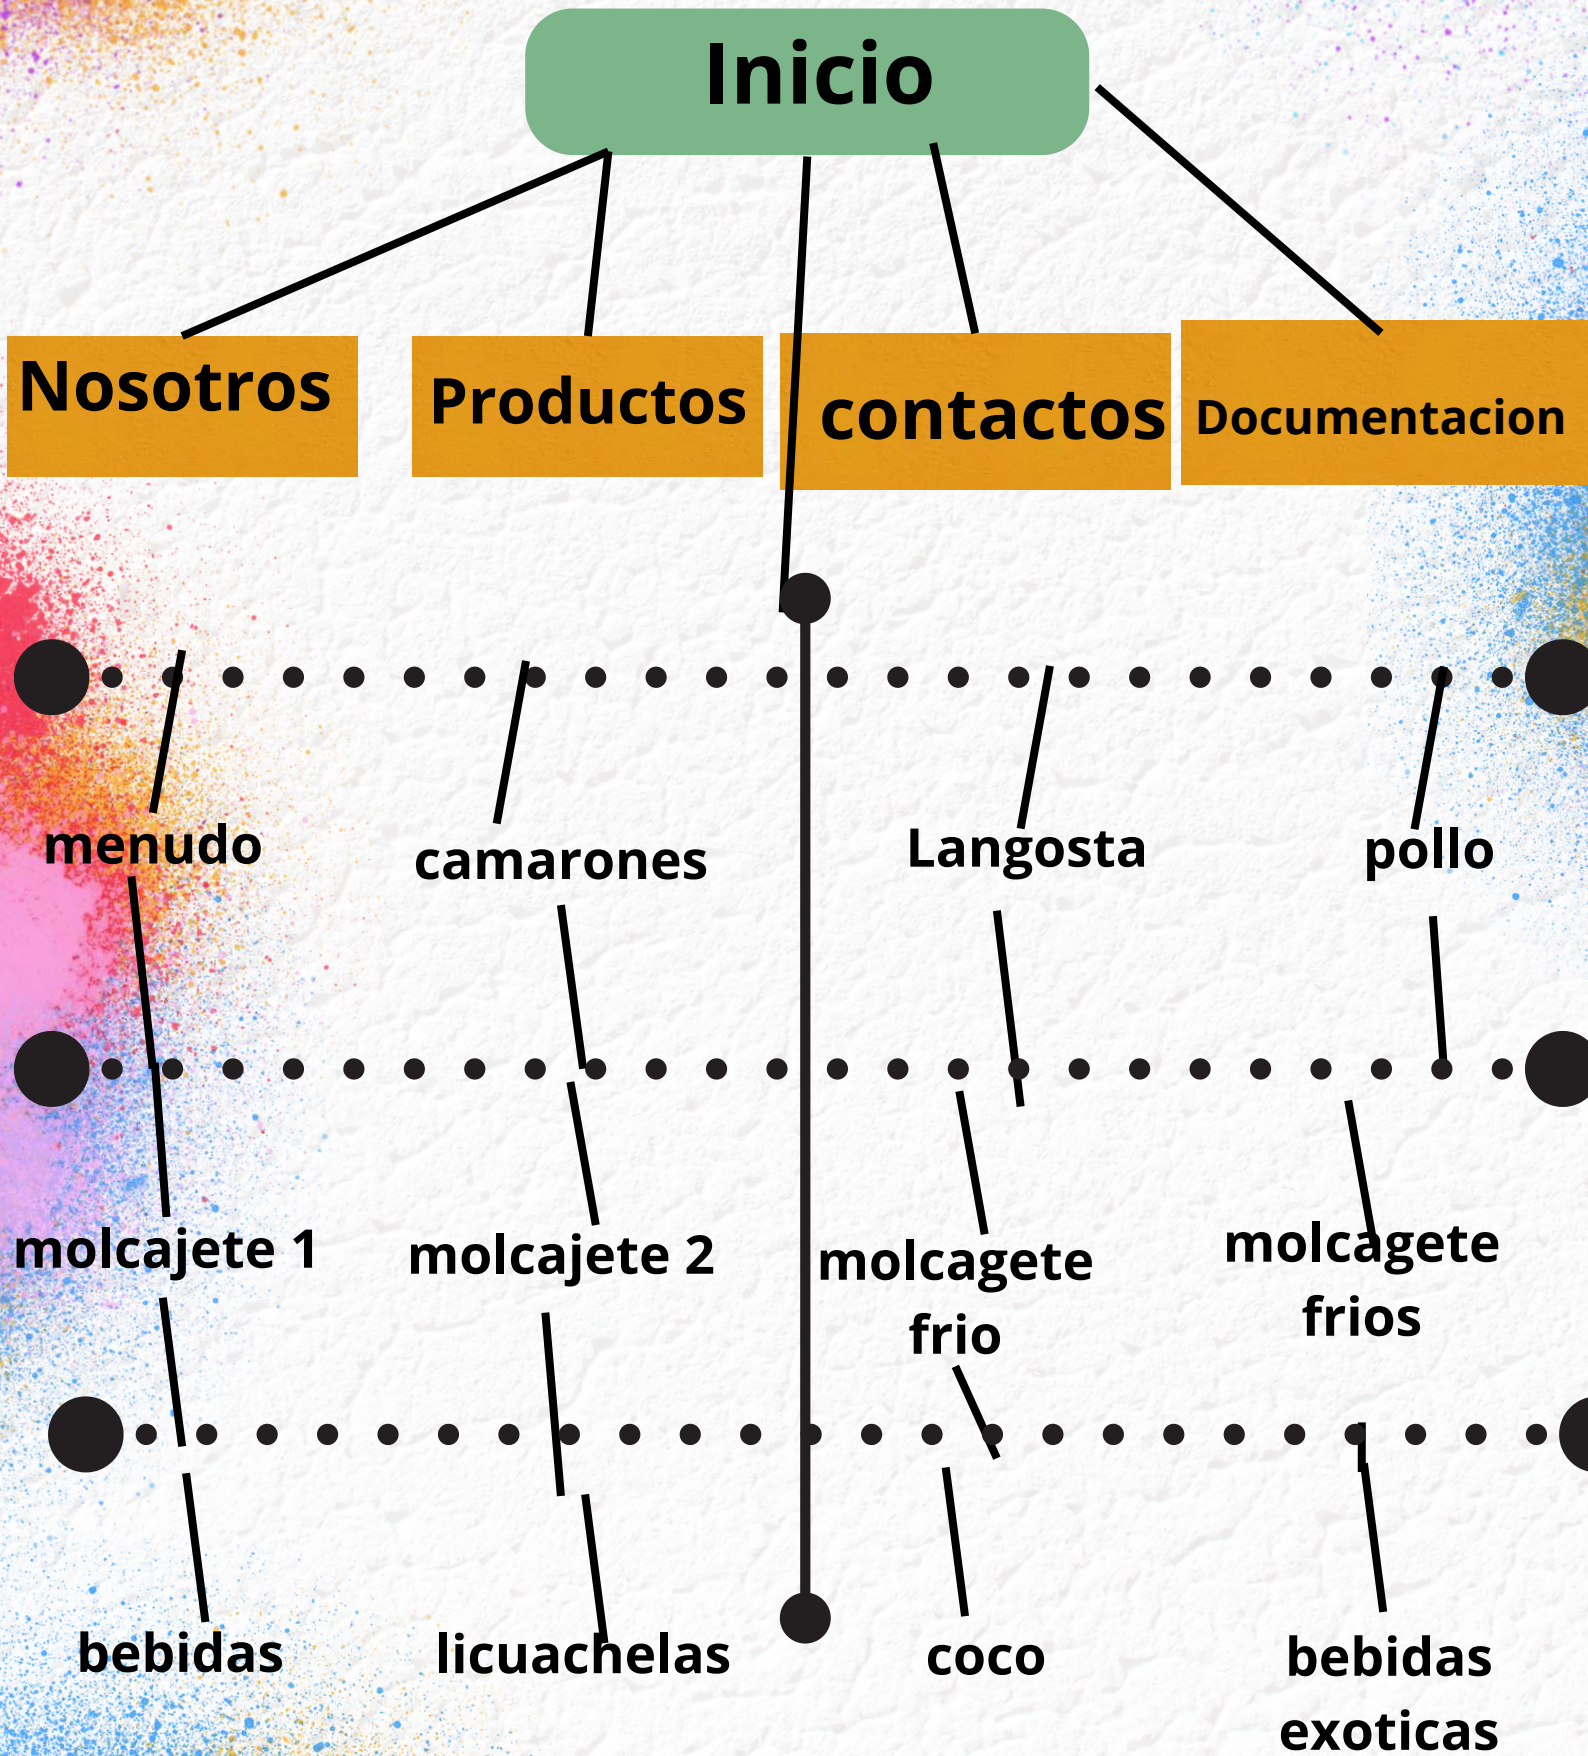 Inicio
Nosotros
Productos
contactos
Documentacion
menudo
camarones
Langosta
pollo
molcajete 1
molcajete 2
molcagete
frio
molcagete
frios
bebidas
licuachelas
coco
bebidas
exoticas